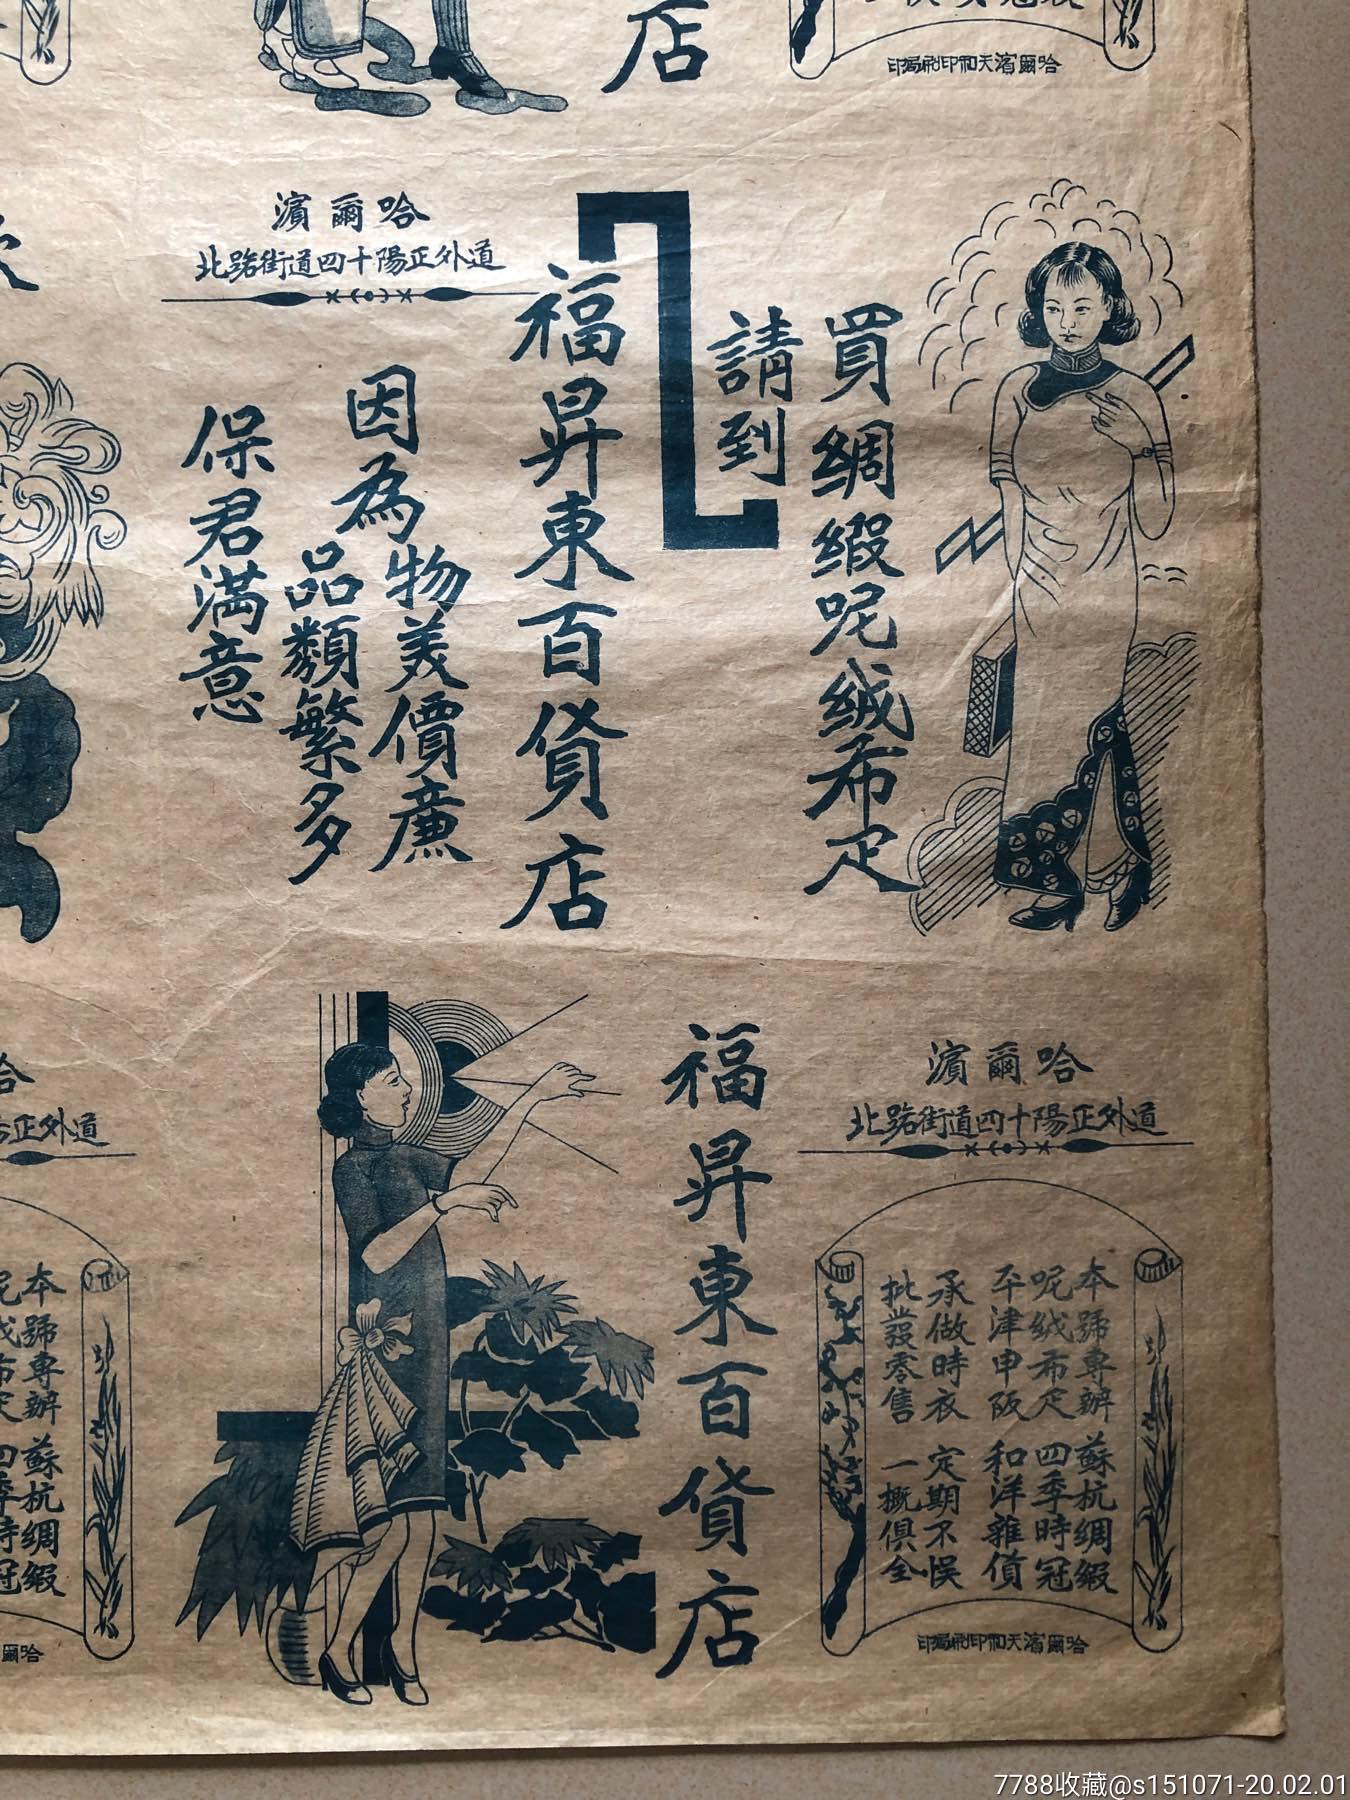 店
哈爾濱天和印刷局印
買綢緞呢絨布疋
請到
福昇東百貨店
哈爾濱
道外正陽十四道街路北
因為
物美價廉
品類繁多
保君滿意
哈爾濱
道外正陽十四道街路北
本號專辦 蘇杭綢緞
呢絨布疋 四季時冠
平津申阪 和洋雜貨
承做時衣 定期不悞
批發零售 一概俱全
哈爾濱天和印刷局印
福昇東百貨店
哈
道外正
本號專辦 蘇杭綢緞
呢絨布疋 四季時冠
哈爾
7788收藏@s151071-20.02.01